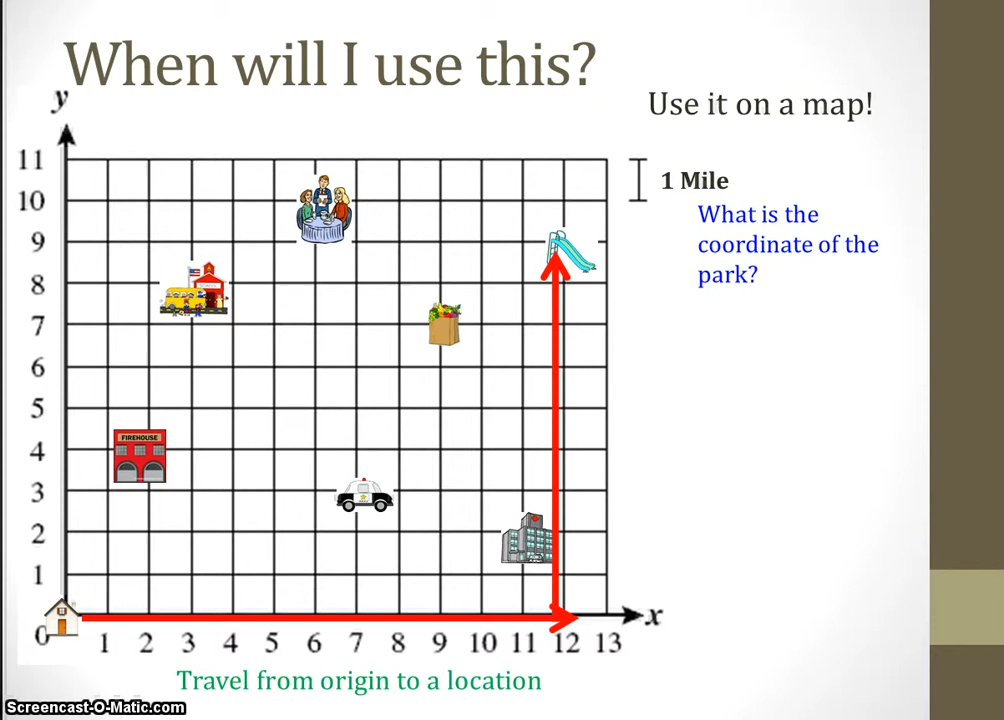 When will I use this?
Use it on a map!
y
11
10
9
8
7
6
5
4
3
2
1
0
1 Mile
What is the
coordinate of the
park?
SCHOOL
FIREHOUSE
1 2 3 4 5 6 7 8 9 10 11 12 13
x
Travel from origin to a location
Screencast-O-Matic.com